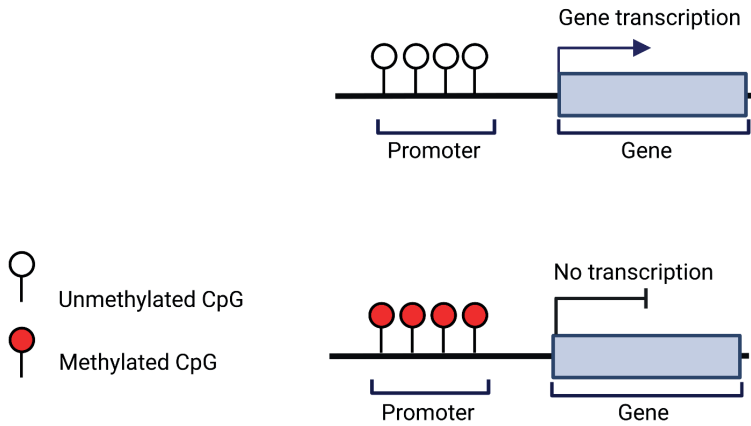 Gene transcription
Promoter
Gene
Unmethylated CpG
Methylated CpG
No transcription
Promoter
Gene